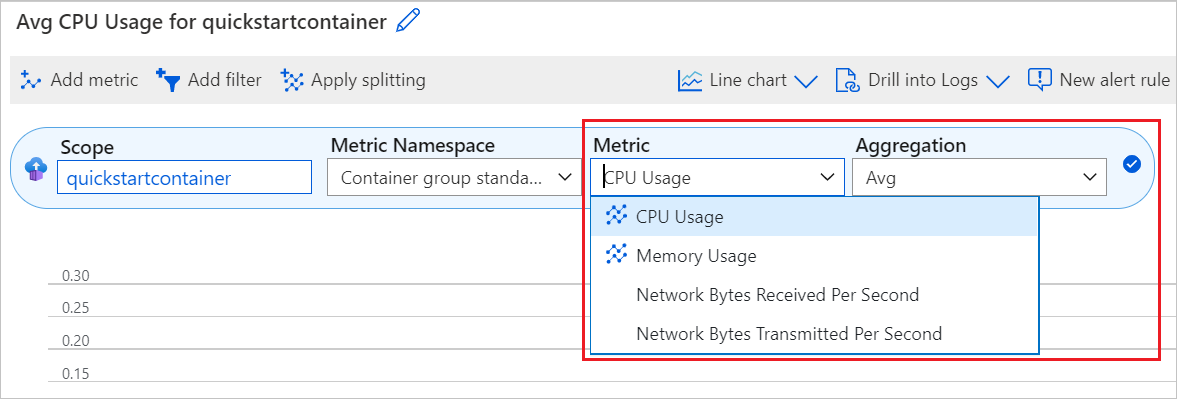 Avg CPU Usage for quickstartcontainer
Add metric Add filter Apply splitting Line chart Drill into Logs New alert rule
Scope Metric Namespace Metric Aggregation
quickstartcontainer Container group standa... CPU Usage Avg
CPU Usage
Memory Usage
Network Bytes Received Per Second
Network Bytes Transmitted Per Second
0.30
0.25
0.20
0.15